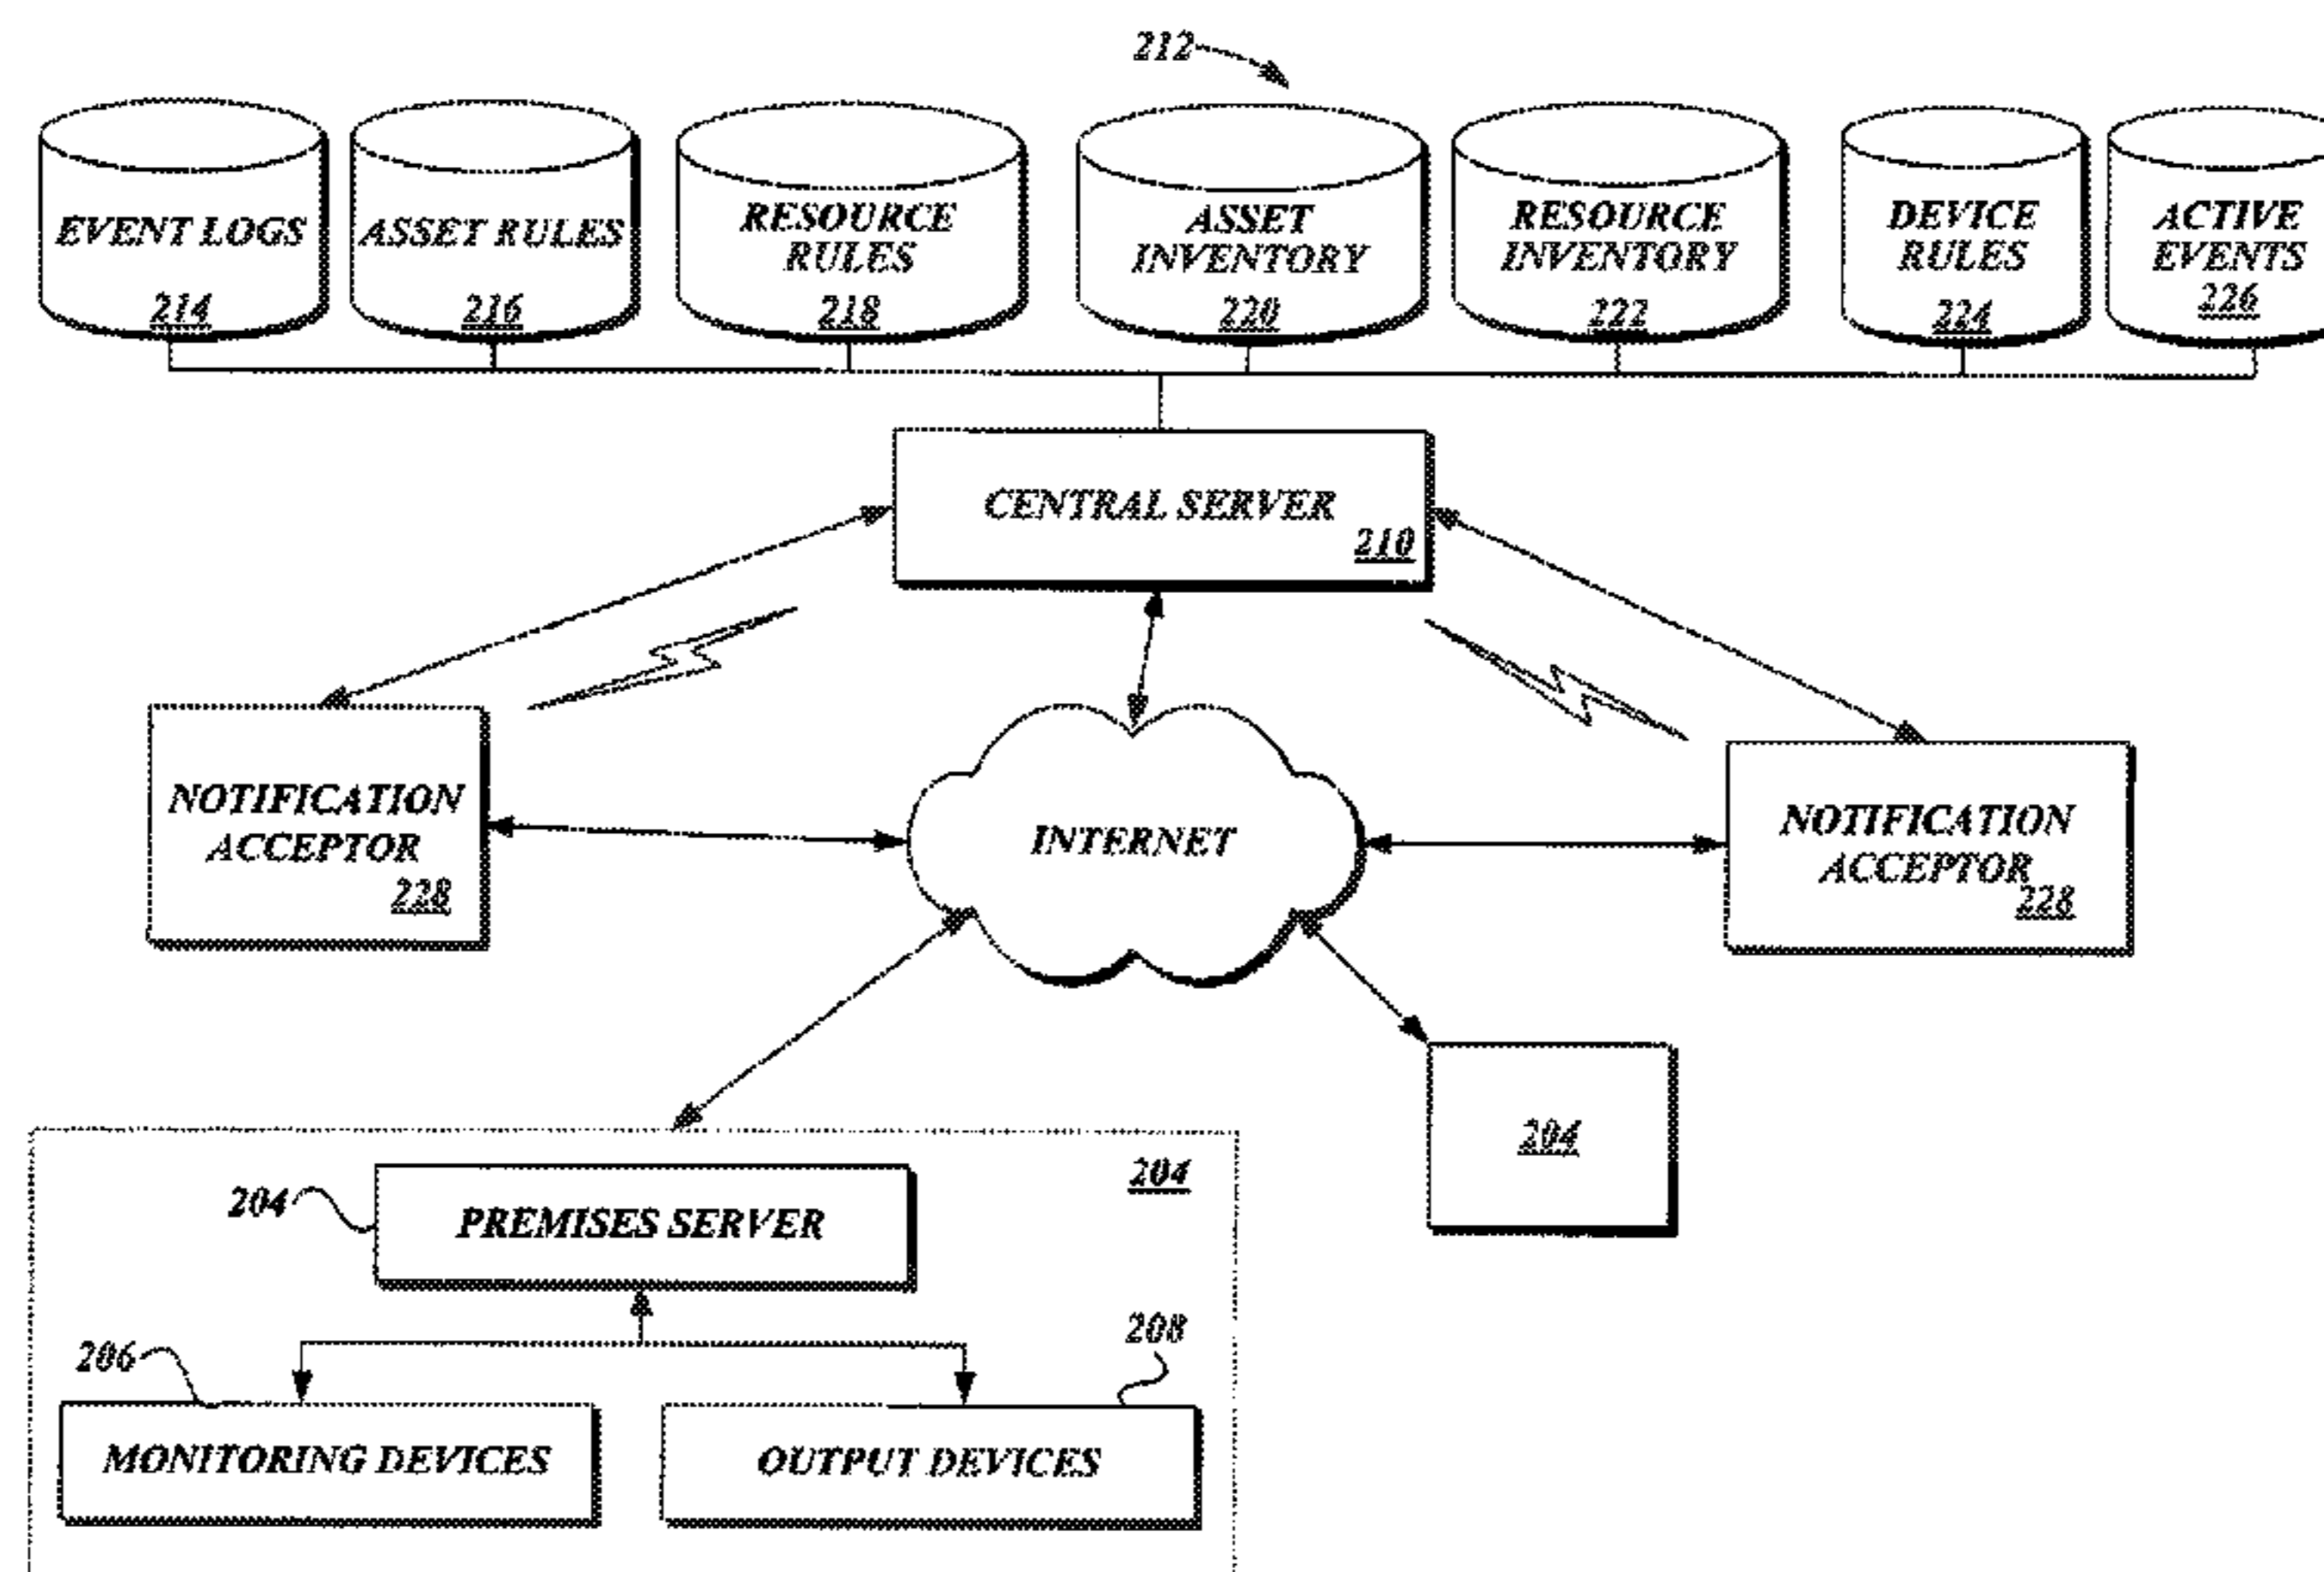 212
EVENT LOGS
214
ASSET RULES
216
RESOURCE
RULES
218
ASSET
INVENTORY
220
RESOURCE
INVENTORY
222
DEVICE
RULES
224
ACTIVE
EVENTS
226
CENTRAL SERVER
210
NOTIFICATION
ACCEPTOR
228
INTERNET
NOTIFICATION
ACCEPTOR
228
204
204
204
PREMISES SERVER
206
208
MONITORING DEVICES
OUTPUT DEVICES